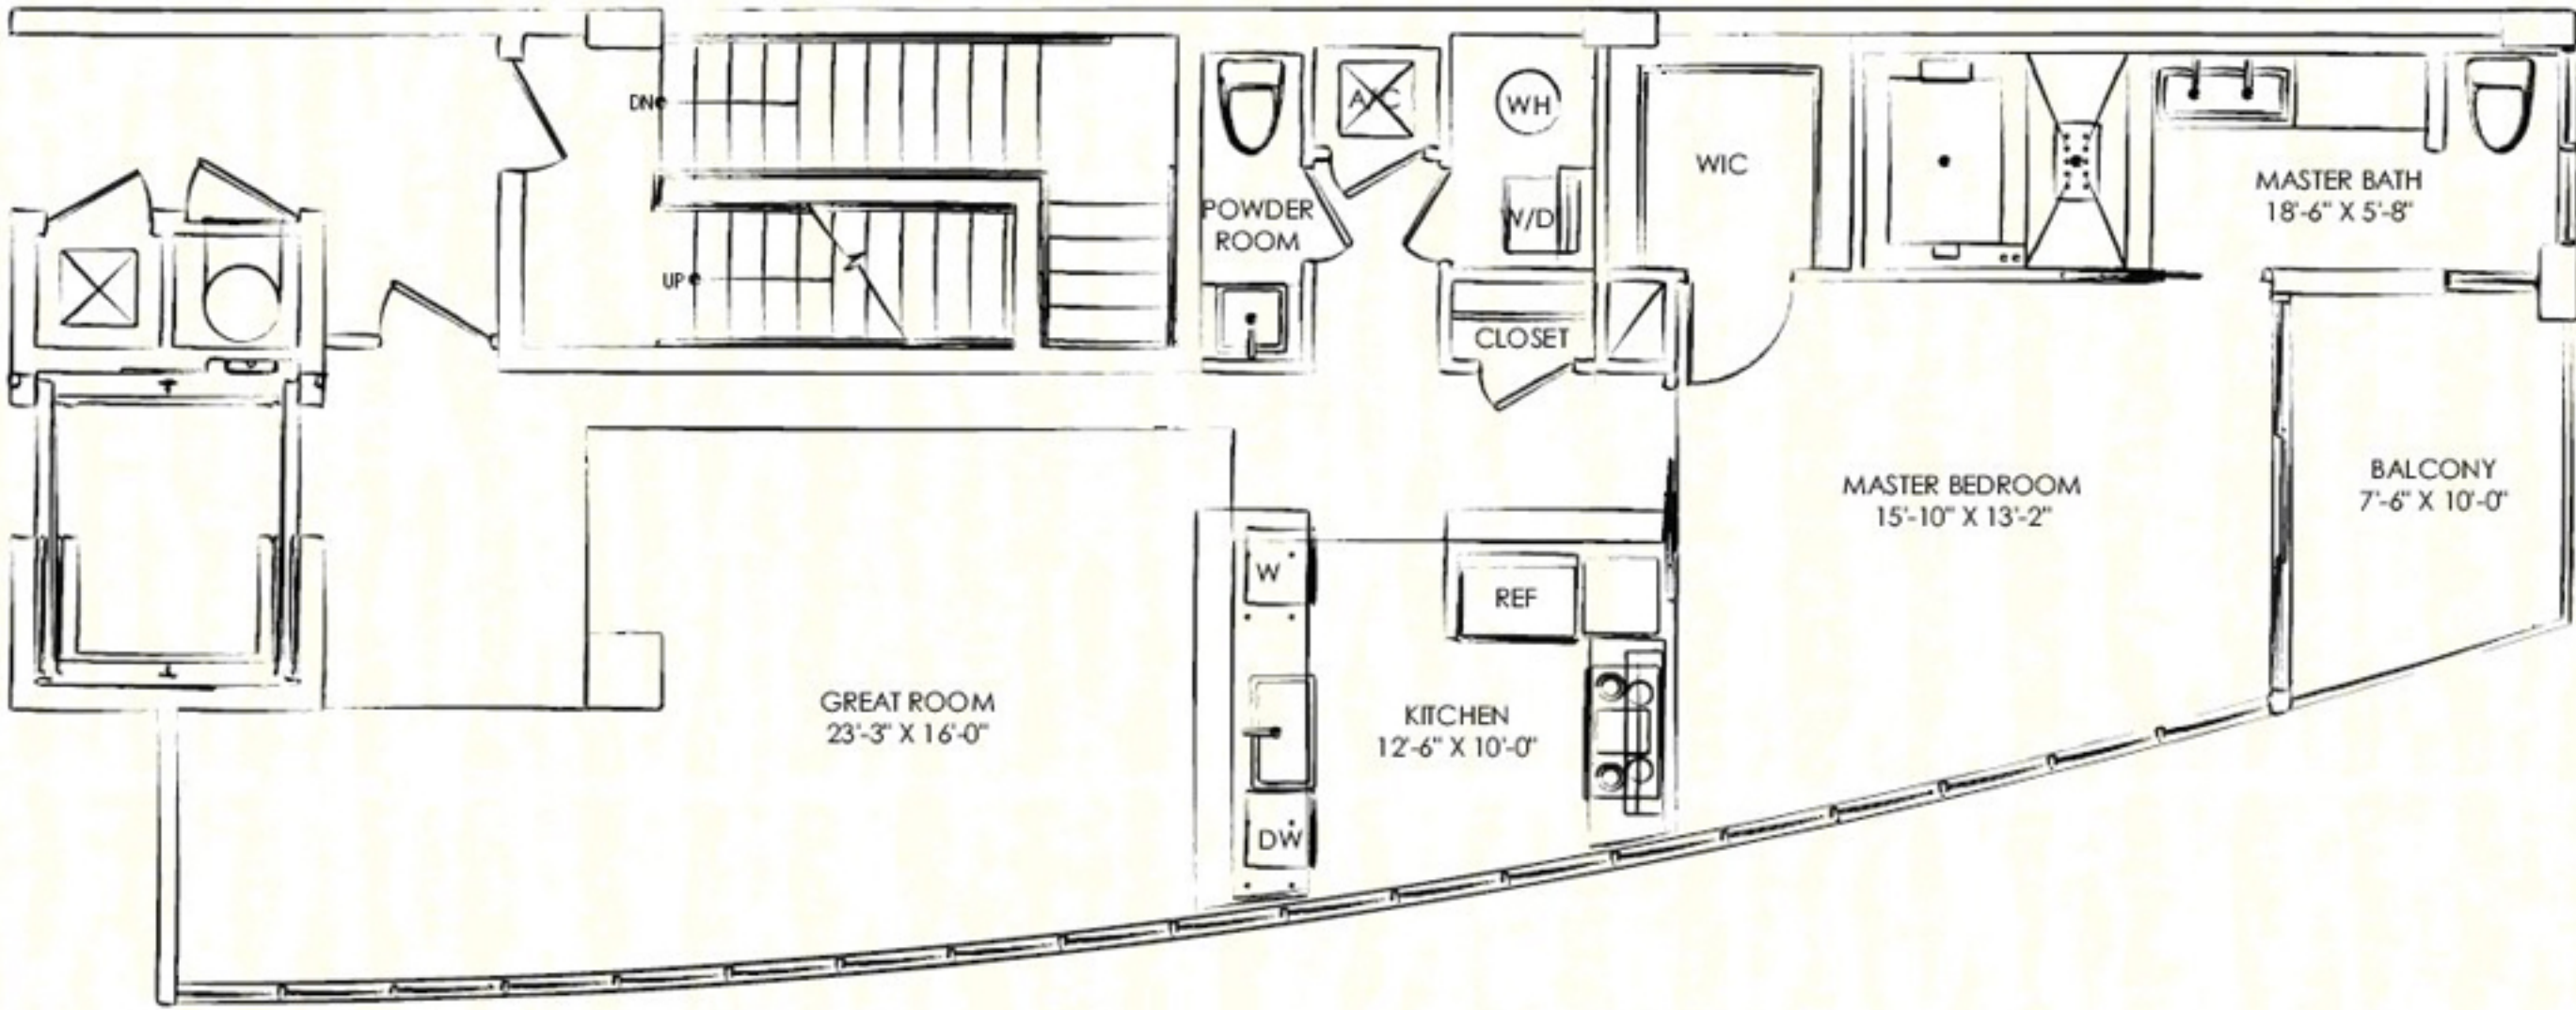 DN
UP
POWDER
ROOM
A/C
WH
W/D
CLOSET
WIC
MASTER BATH
18'-6" X 5'-8"
MASTER BEDROOM
15'-10" X 13'-2"
BALCONY
7'-6" X 10'-0"
GREAT ROOM
23'-3" X 16'-0"
W
REF
KITCHEN
12'-6" X 10'-0"
DW